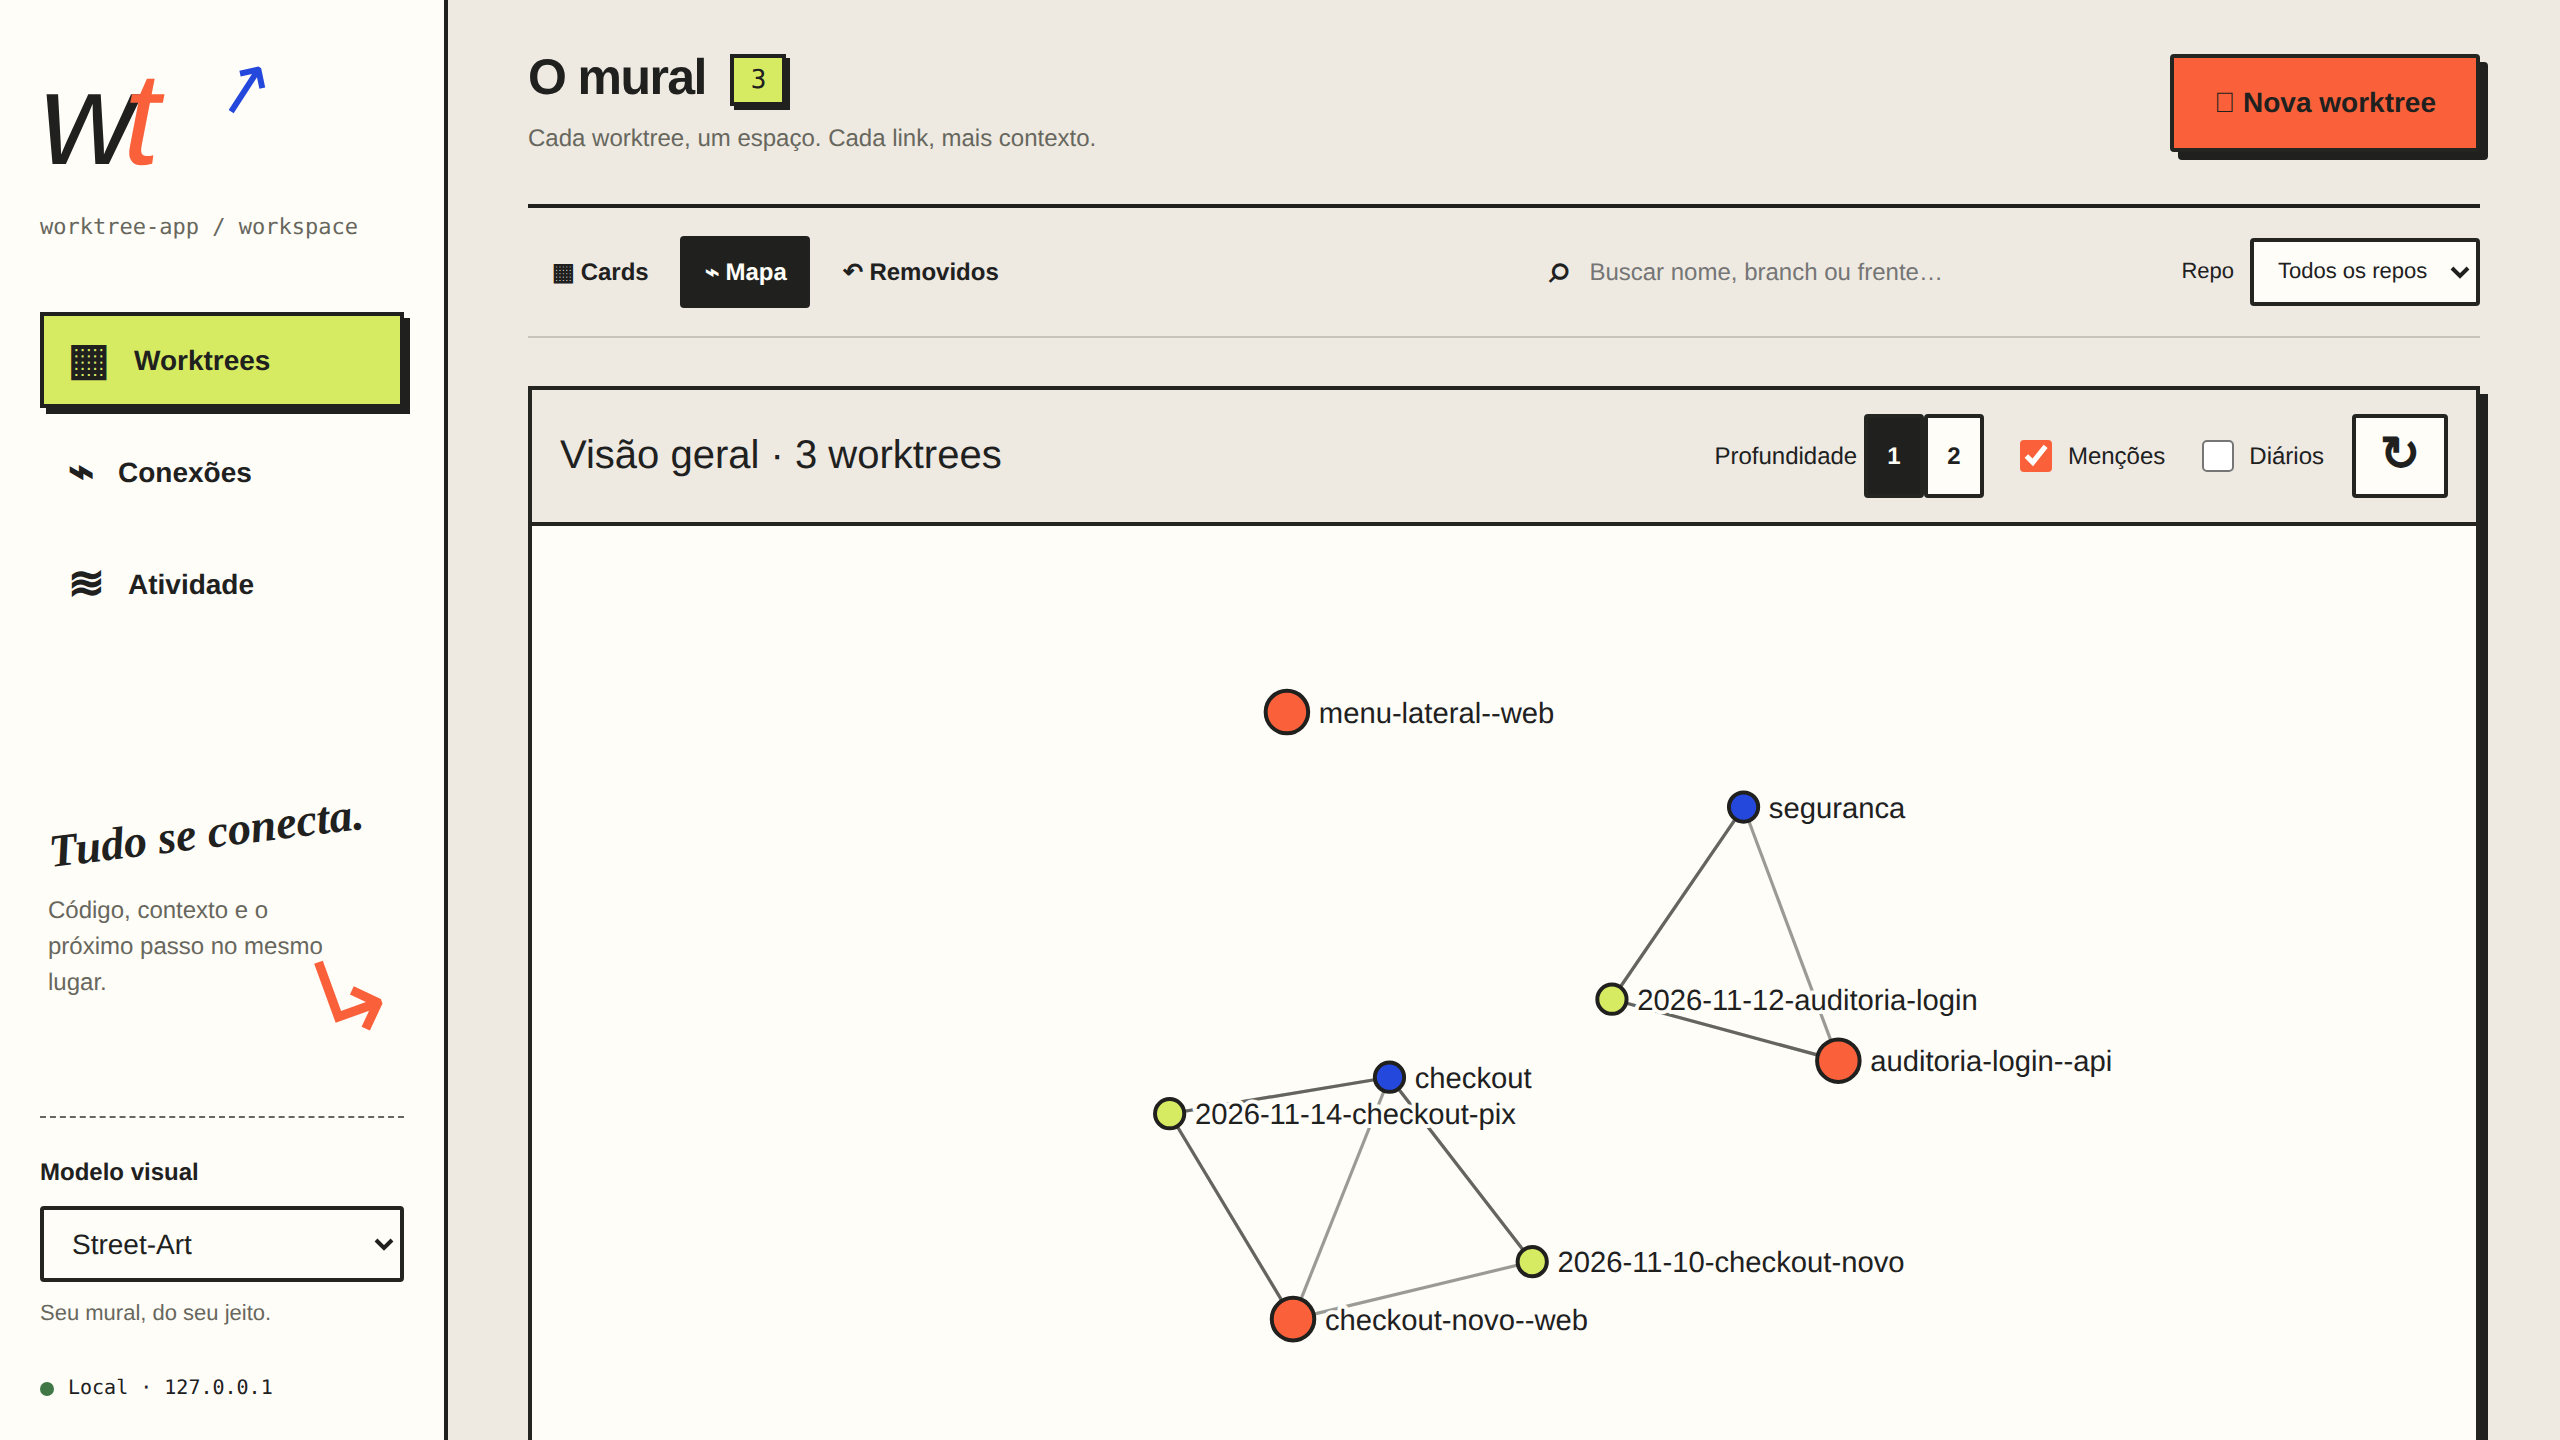 wt ↗
worktree-app / workspace
▦ Worktrees
⌁ Conexões
≋ Atividade
Tudo se conecta.
Código, contexto e o
próximo passo no mesmo
lugar.
↳
Modelo visual
Street-Art
Seu mural, do seu jeito.
Local · 127.0.0.1
O mural 3
Cada worktree, um espaço. Cada link, mais contexto.
Nova worktree
▦ Cards ⌁ Mapa ↶ Removidos
⌕ Buscar nome, branch ou frente…
Repo Todos os repos
Visão geral · 3 worktrees
Profundidade 1 2 Menções Diários ↻
menu-lateral--web
seguranca
2026-11-12-auditoria-login
auditoria-login--api
checkout
2026-11-14-checkout-pix
2026-11-10-checkout-novo
checkout-novo--web